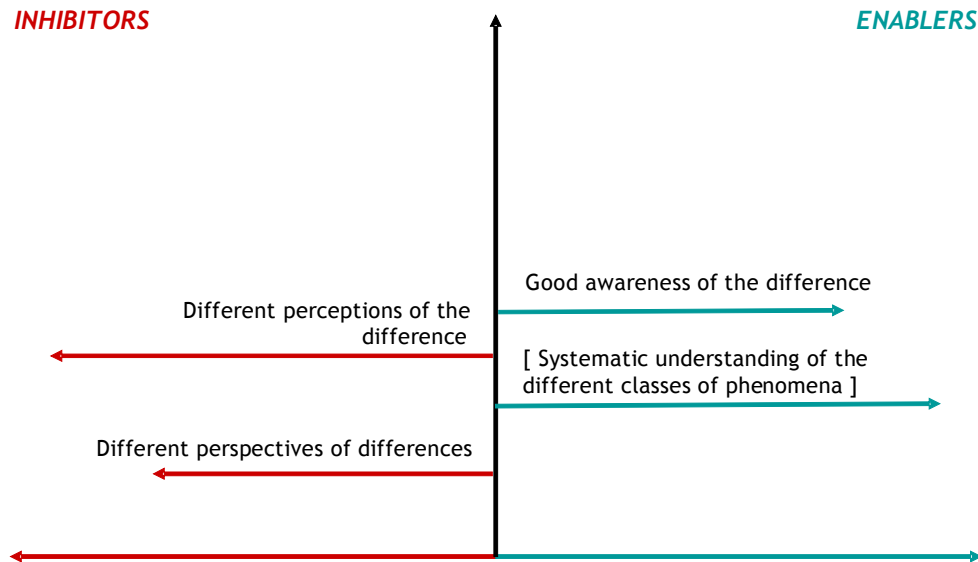 INHIBITORS
ENABLERS
Good awareness of the difference
Different perceptions of the
difference
[ Systematic understanding of the
different classes of phenomena ]
Different perspectives of differences